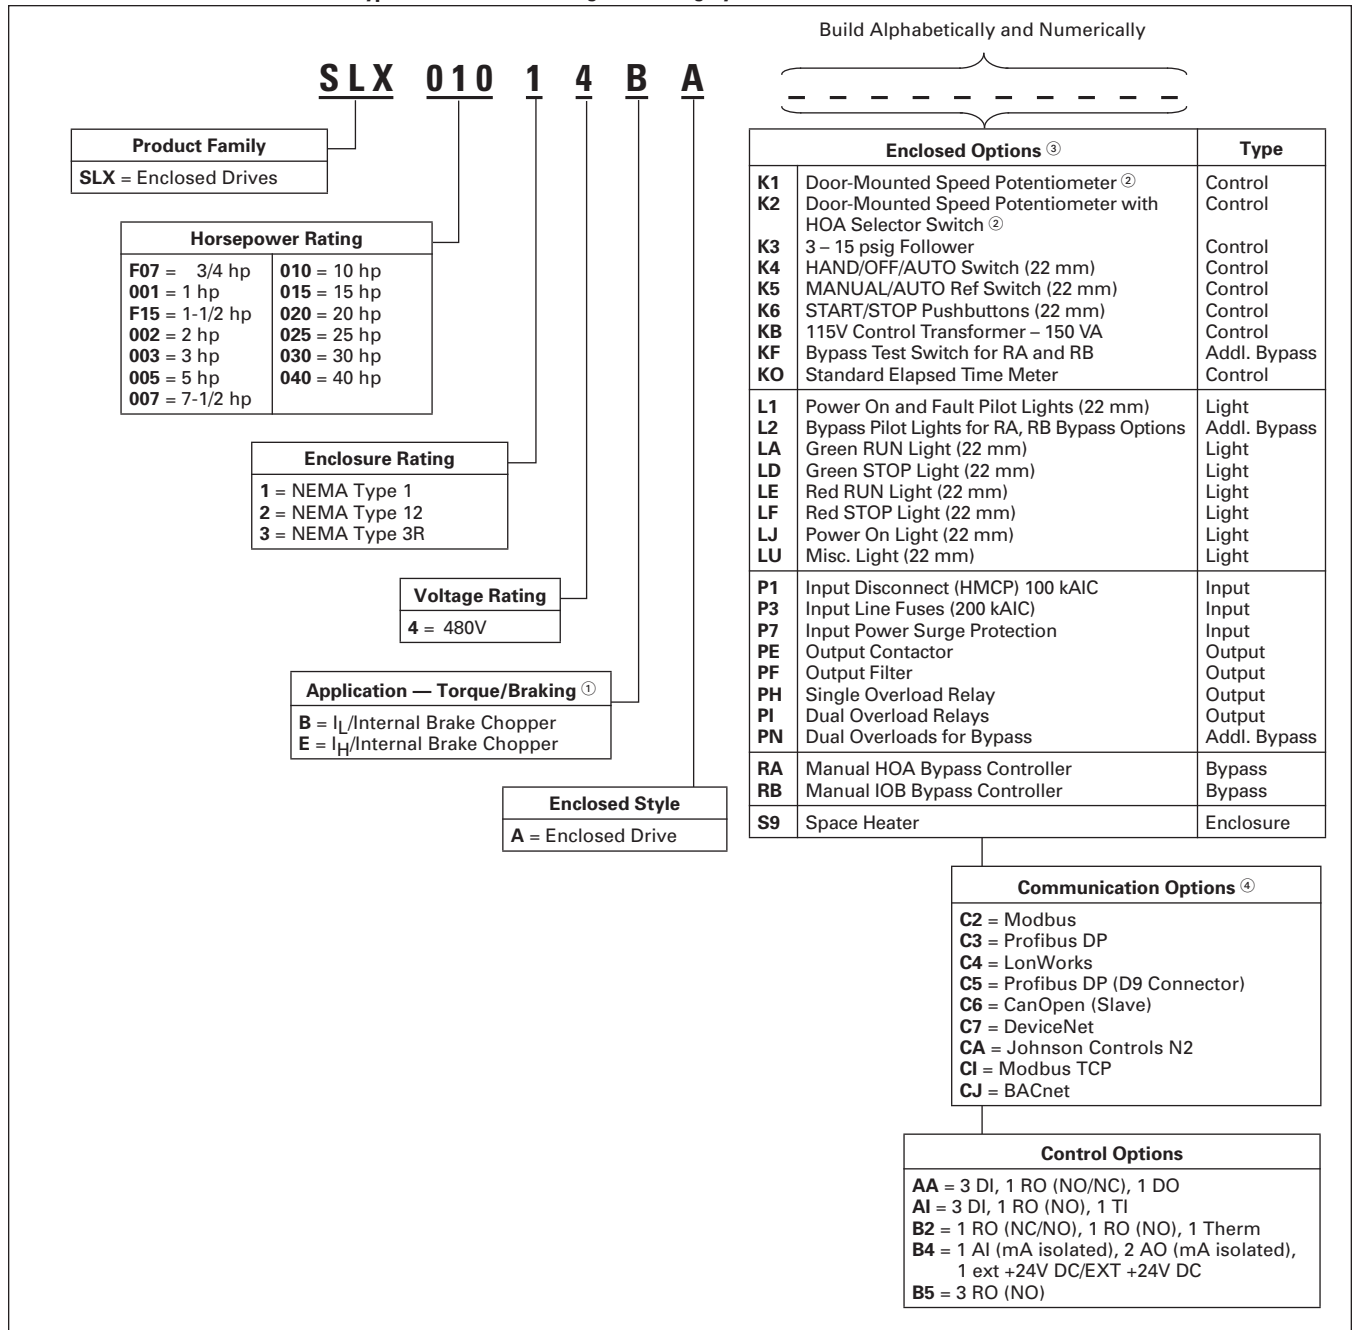 Build Alphabetically and Numerically
SLX 010 1 4 B A
Product Family
SLX = Enclosed Drives
Horsepower Rating
F07 = 3/4 hp
001 = 1 hp
F15 = 1-1/2 hp
002 = 2 hp
003 = 3 hp
005 = 5 hp
007 = 7-1/2 hp
010 = 10 hp
015 = 15 hp
020 = 20 hp
025 = 25 hp
030 = 30 hp
040 = 40 hp
Enclosure Rating
1 = NEMA Type 1
2 = NEMA Type 12
3 = NEMA Type 3R
Voltage Rating
4 = 480V
Application — Torque/Braking ①
B = IL/Internal Brake Chopper
E = IH/Internal Brake Chopper
Enclosed Style
A = Enclosed Drive
Enclosed Options ③ Type
K1 Door-Mounted Speed Potentiometer ② Control
K2 Door-Mounted Speed Potentiometer with Control
HOA Selector Switch ②
K3 3 – 15 psig Follower Control
K4 HAND/OFF/AUTO Switch (22 mm) Control
K5 MANUAL/AUTO Ref Switch (22 mm) Control
K6 START/STOP Pushbuttons (22 mm) Control
KB 115V Control Transformer – 150 VA Control
KF Bypass Test Switch for RA and RB Addl. Bypass
KO Standard Elapsed Time Meter Control
L1 Power On and Fault Pilot Lights (22 mm) Light
L2 Bypass Pilot Lights for RA, RB Bypass Options Addl. Bypass
LA Green RUN Light (22 mm) Light
LD Green STOP Light (22 mm) Light
LE Red RUN Light (22 mm) Light
LF Red STOP Light (22 mm) Light
LJ Power On Light (22 mm) Light
LU Misc. Light (22 mm) Light
P1 Input Disconnect (HMCP) 100 kAIC Input
P3 Input Line Fuses (200 kAIC) Input
P7 Input Power Surge Protection Input
PE Output Contactor Output
PF Output Filter Output
PH Single Overload Relay Output
PI Dual Overload Relays Output
PN Dual Overloads for Bypass Addl. Bypass
RA Manual HOA Bypass Controller Bypass
RB Manual IOB Bypass Controller Bypass
S9 Space Heater Enclosure
Communication Options ④
C2 = Modbus
C3 = Profibus DP
C4 = LonWorks
C5 = Profibus DP (D9 Connector)
C6 = CanOpen (Slave)
C7 = DeviceNet
CA = Johnson Controls N2
CI = Modbus TCP
CJ = BACnet
Control Options
AA = 3 DI, 1 RO (NO/NC), 1 DO
AI = 3 DI, 1 RO (NO), 1 TI
B2 = 1 RO (NC/NO), 1 RO (NO), 1 Therm
B4 = 1 AI (mA isolated), 2 AO (mA isolated),
1 ext +24V DC/EXT +24V DC
B5 = 3 RO (NO)